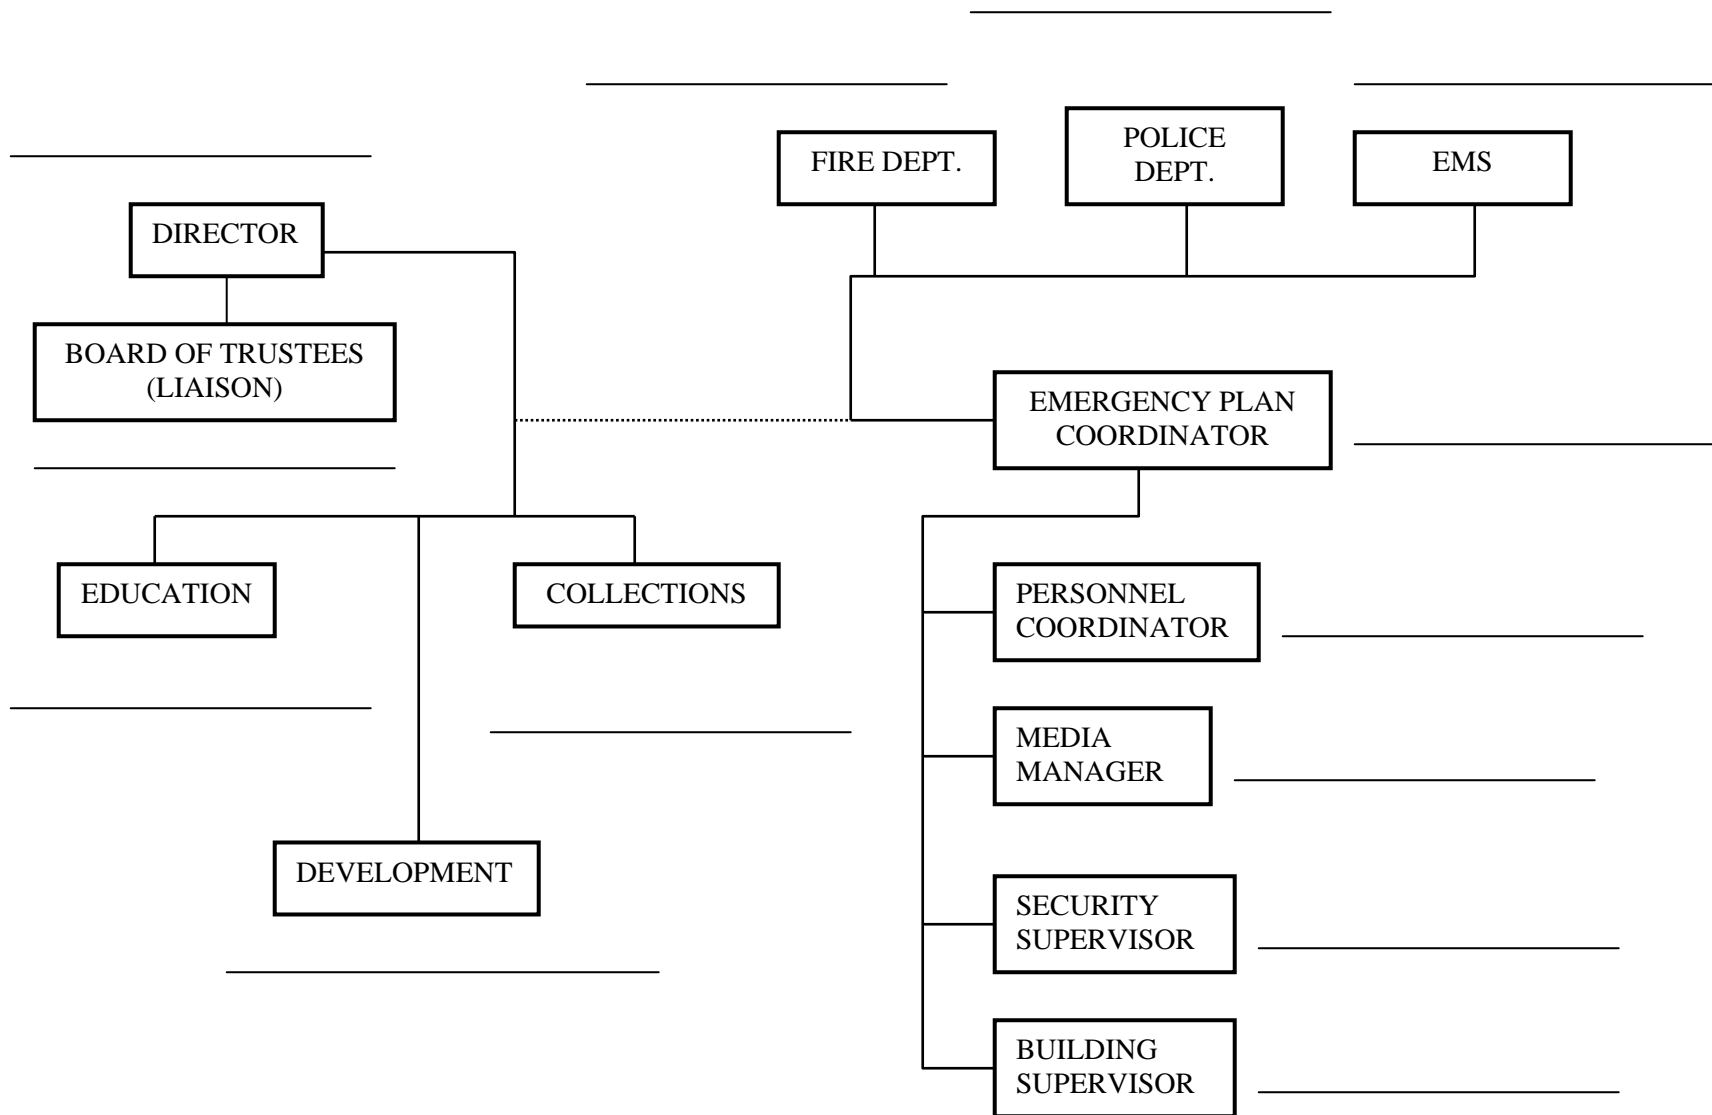 POLICE
DEPT.
FIRE DEPT.
EMS
DIRECTOR
BOARD OF TRUSTEES
(LIAISON)
EMERGENCY PLAN
COORDINATOR
EDUCATION
COLLECTIONS
DEVELOPMENT
PERSONNEL
COORDINATOR
MEDIA
MANAGER
SECURITY
SUPERVISOR
BUILDING
SUPERVISOR